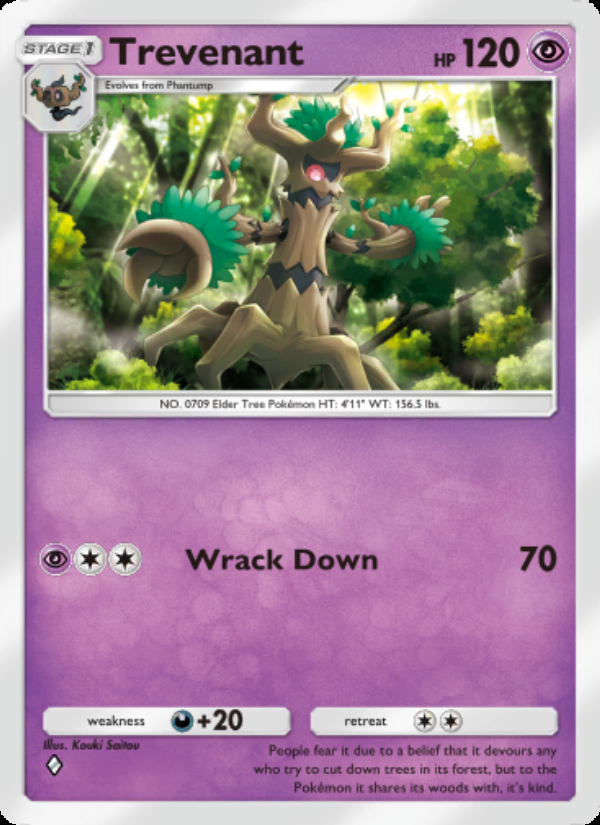 STAGE 1 Trevenant HP 120
Evolves from Phantump
NO. 0709 Elder Tree Pokémon HT: 4'11" WT: 156.5 lbs.
Wrack Down 70
weakness +20 retreat
Illus. Kouki Saitou
People fear it due to a belief that it devours any
who try to cut down trees in its forest, but to the
Pokémon it shares its woods with, it's kind.